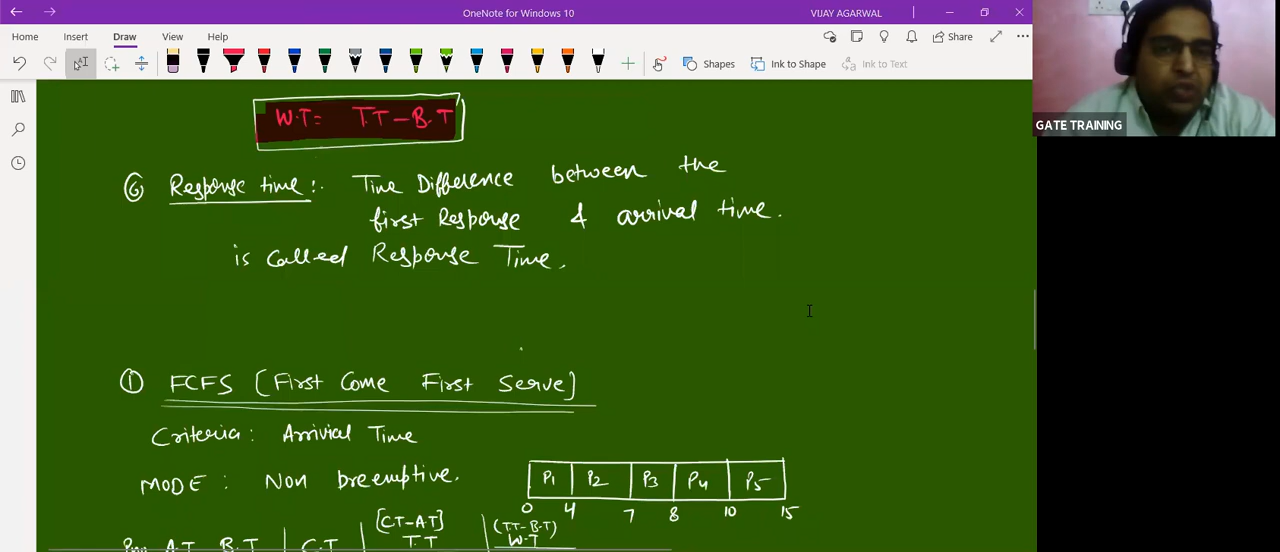 OneNote for Windows 10
VIJAY AGARWAL
Home Insert Draw View Help
Share
Shapes Ink to Shape Ink to Text
GATE TRAINING
W.T = T.T - B.T
6 Response time :. Time Difference between the
first Response & arrival time.
is called Response Time.
1 FCFS [First Come First Serve]
Criteria : Arrivial Time
MODE : Non preemptive.
P1 P2 P3 P4 P5
0 4 7 8 10 15
[CT-A.T] (T.T-B.T)
A.T B.T C.T T.T W.T